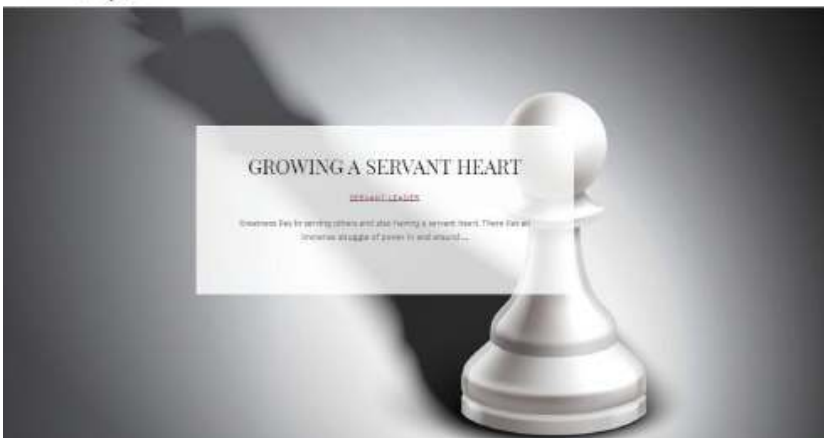 GROWING A SERVANT HEART
SERVANT LEADER
Greatness lies in serving others and also having a servant heart. There lies an
immense struggle of power in and around ...